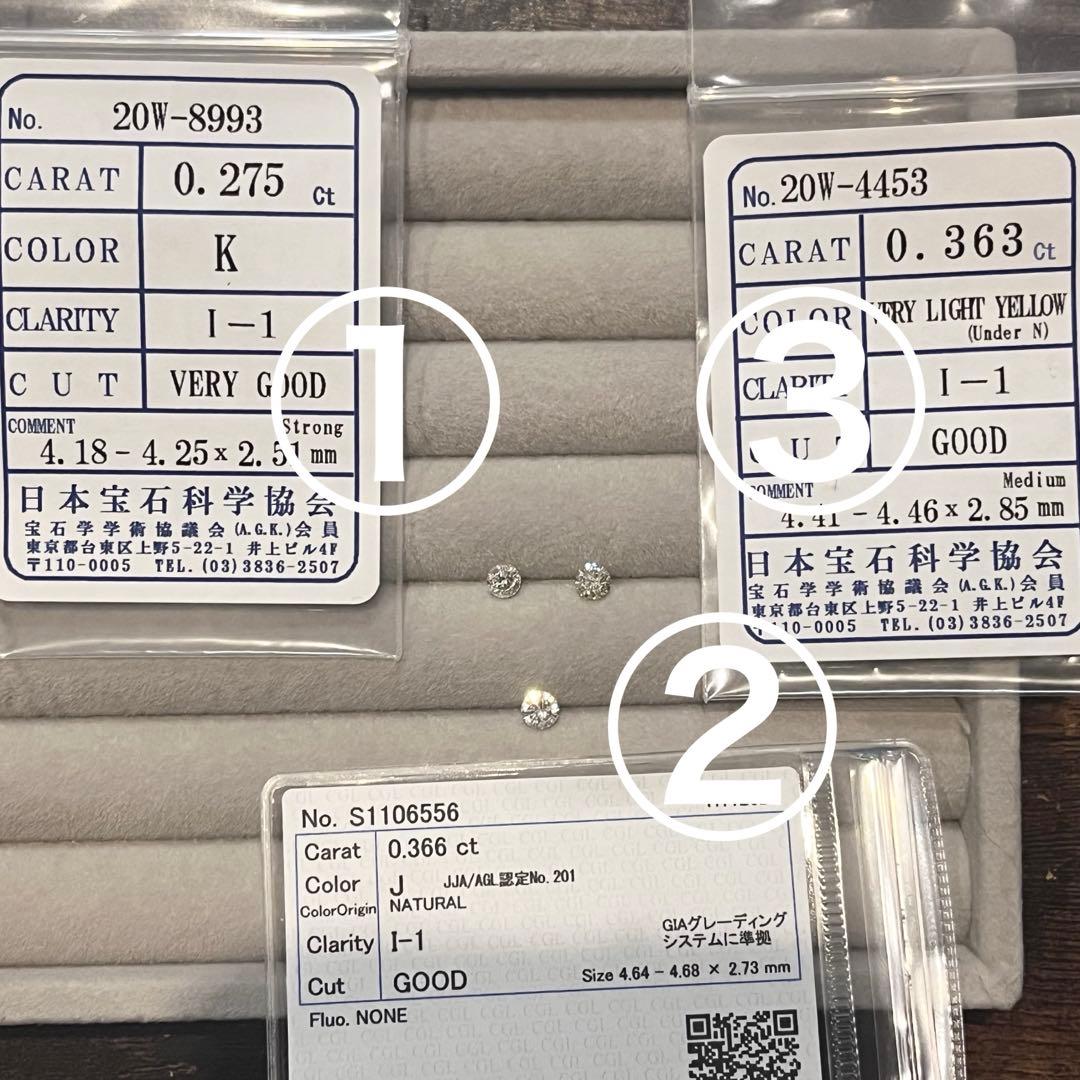 No. 20W-8993
CARAT 0.275 Ct
COLOR K
CLARITY I-1
CUT VERY GOOD
COMMENT Strong
4.18 - 4.25 x 2.51 mm
日本宝石科学協会
宝石学学術協議会(A.G.K.)会員
東京都台東区上野5-22-1 井上ビル4F
〒110-0005 TEL.(03)3836-2507
①
No. 20W-4453
CARAT 0.363 Ct
COLOR VERY LIGHT YELLOW
(Under N)
CLARITY I-1
CUT GOOD
COMMENT Medium
4.41 - 4.46 x 2.85 mm
日本宝石科学協会
宝石学学術協議会(A.G.K.)会員
東京都台東区上野5-22-1 井上ビル4F
〒110-0005 TEL.(03)3836-2507
③
②
No. S1106556
Carat 0.366 ct
Color J JJA/AGL認定No.201
ColorOrigin NATURAL
Clarity I-1
GIAグレーディング
システムに準拠
Cut GOOD Size 4.64 - 4.68 × 2.73 mm
Fluo. NONE